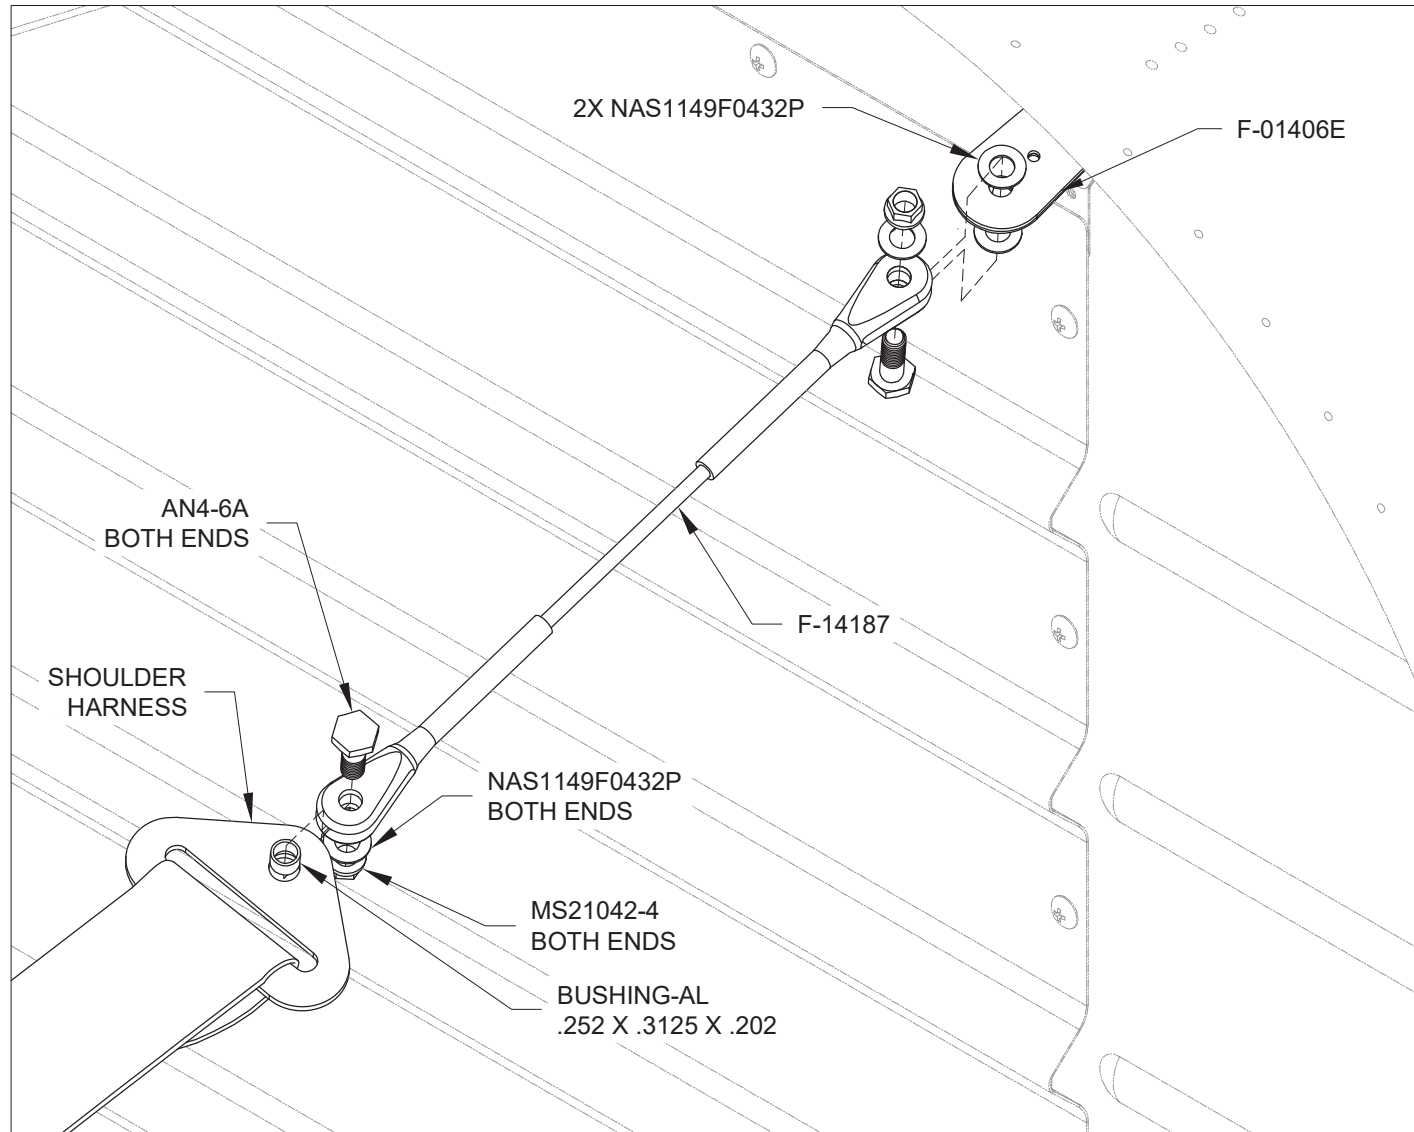 2X NAS1149F0432P
F-01406E
AN4-6A
BOTH ENDS
F-14187
SHOULDER
HARNESS
NAS1149F0432P
BOTH ENDS
MS21042-4
BOTH ENDS
BUSHING-AL
.252 X .3125 X .202